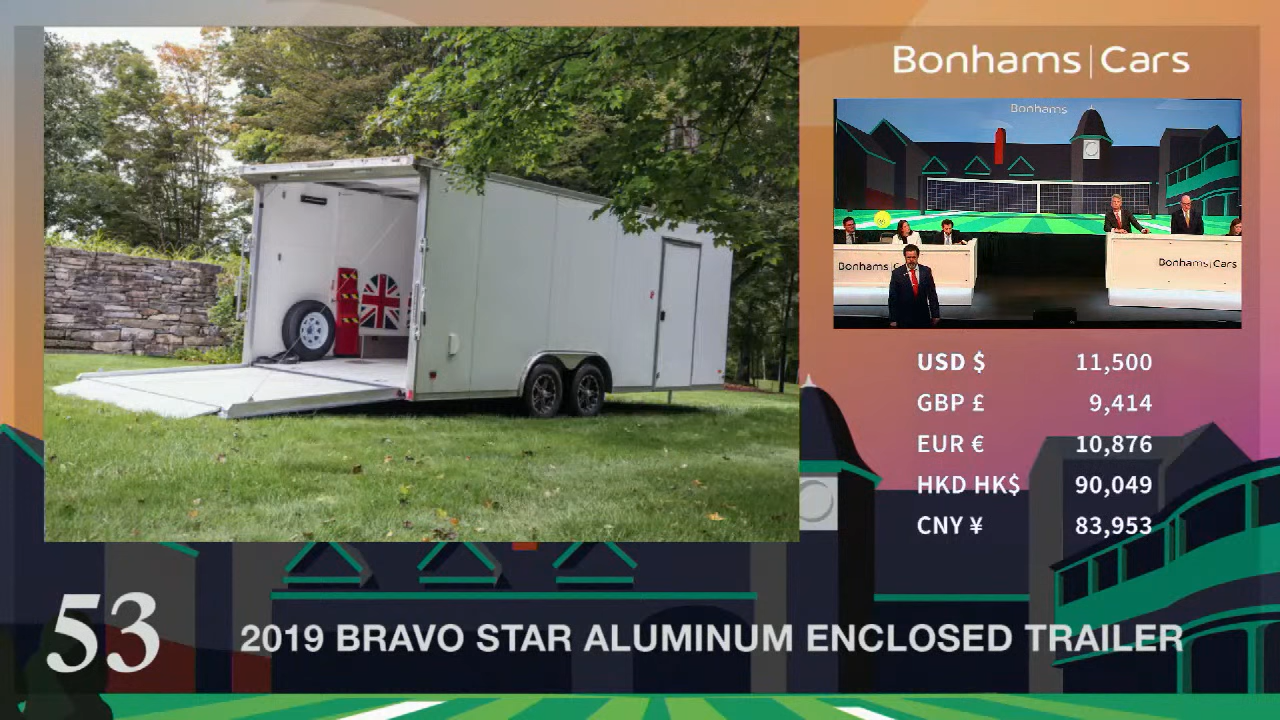 Bonhams|Cars
Bonhams
Bonhams|C
Bonhams|Cars
USD $ 11,500
GBP £ 9,414
EUR € 10,876
HKD HK$ 90,049
CNY ¥ 83,953
53
2019 BRAVO STAR ALUMINUM ENCLOSED TRAILER